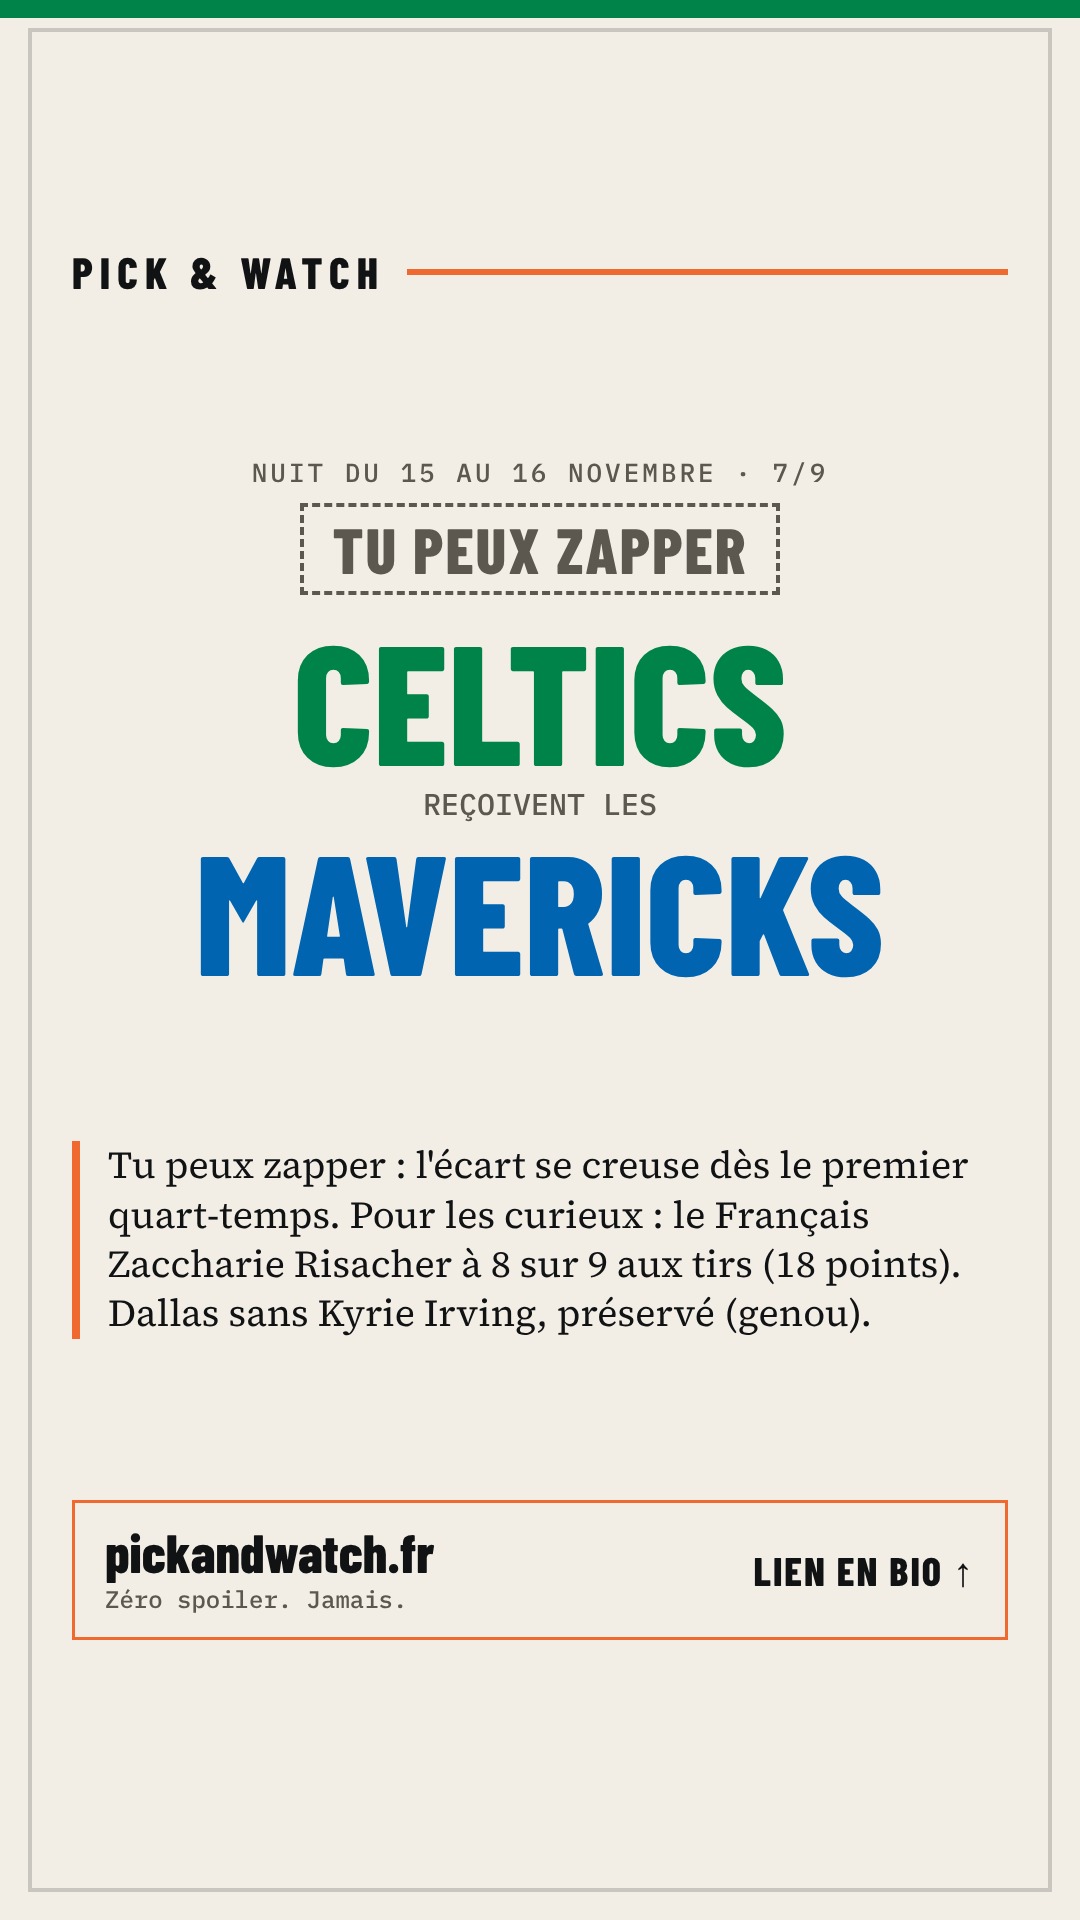 PICK & WATCH
NUIT DU 15 AU 16 NOVEMBRE · 7/9
TU PEUX ZAPPER
CELTICS
REÇOIVENT LES
MAVERICKS
Tu peux zapper : l'écart se creuse dès le premier
quart-temps. Pour les curieux : le Français
Zaccharie Risacher à 8 sur 9 aux tirs (18 points).
Dallas sans Kyrie Irving, préservé (genou).
pickandwatch.fr
Zéro spoiler. Jamais.
LIEN EN BIO ↑